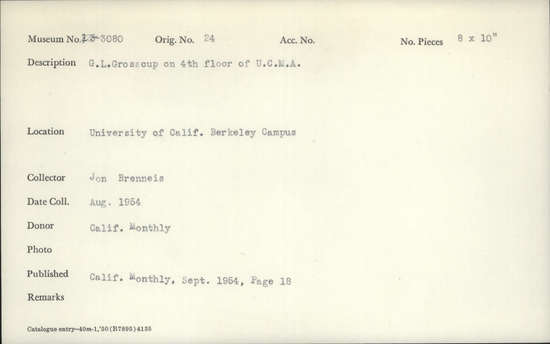 Museum No. 13-3080 Orig. No. 24 Acc. No. No. Pieces 8 x 10"
Description G.L.Grosscup on 4th floor of U.C.M.A.
Location University of Calif. Berkeley Campus
Collector Jon Brenneis
Date Coll. Aug. 1954
Donor Calif. Monthly
Photo
Published Calif. Monthly, Sept. 1954, Page 18
Remarks
Catalogue entry—40m-1,'50(B7895)4135